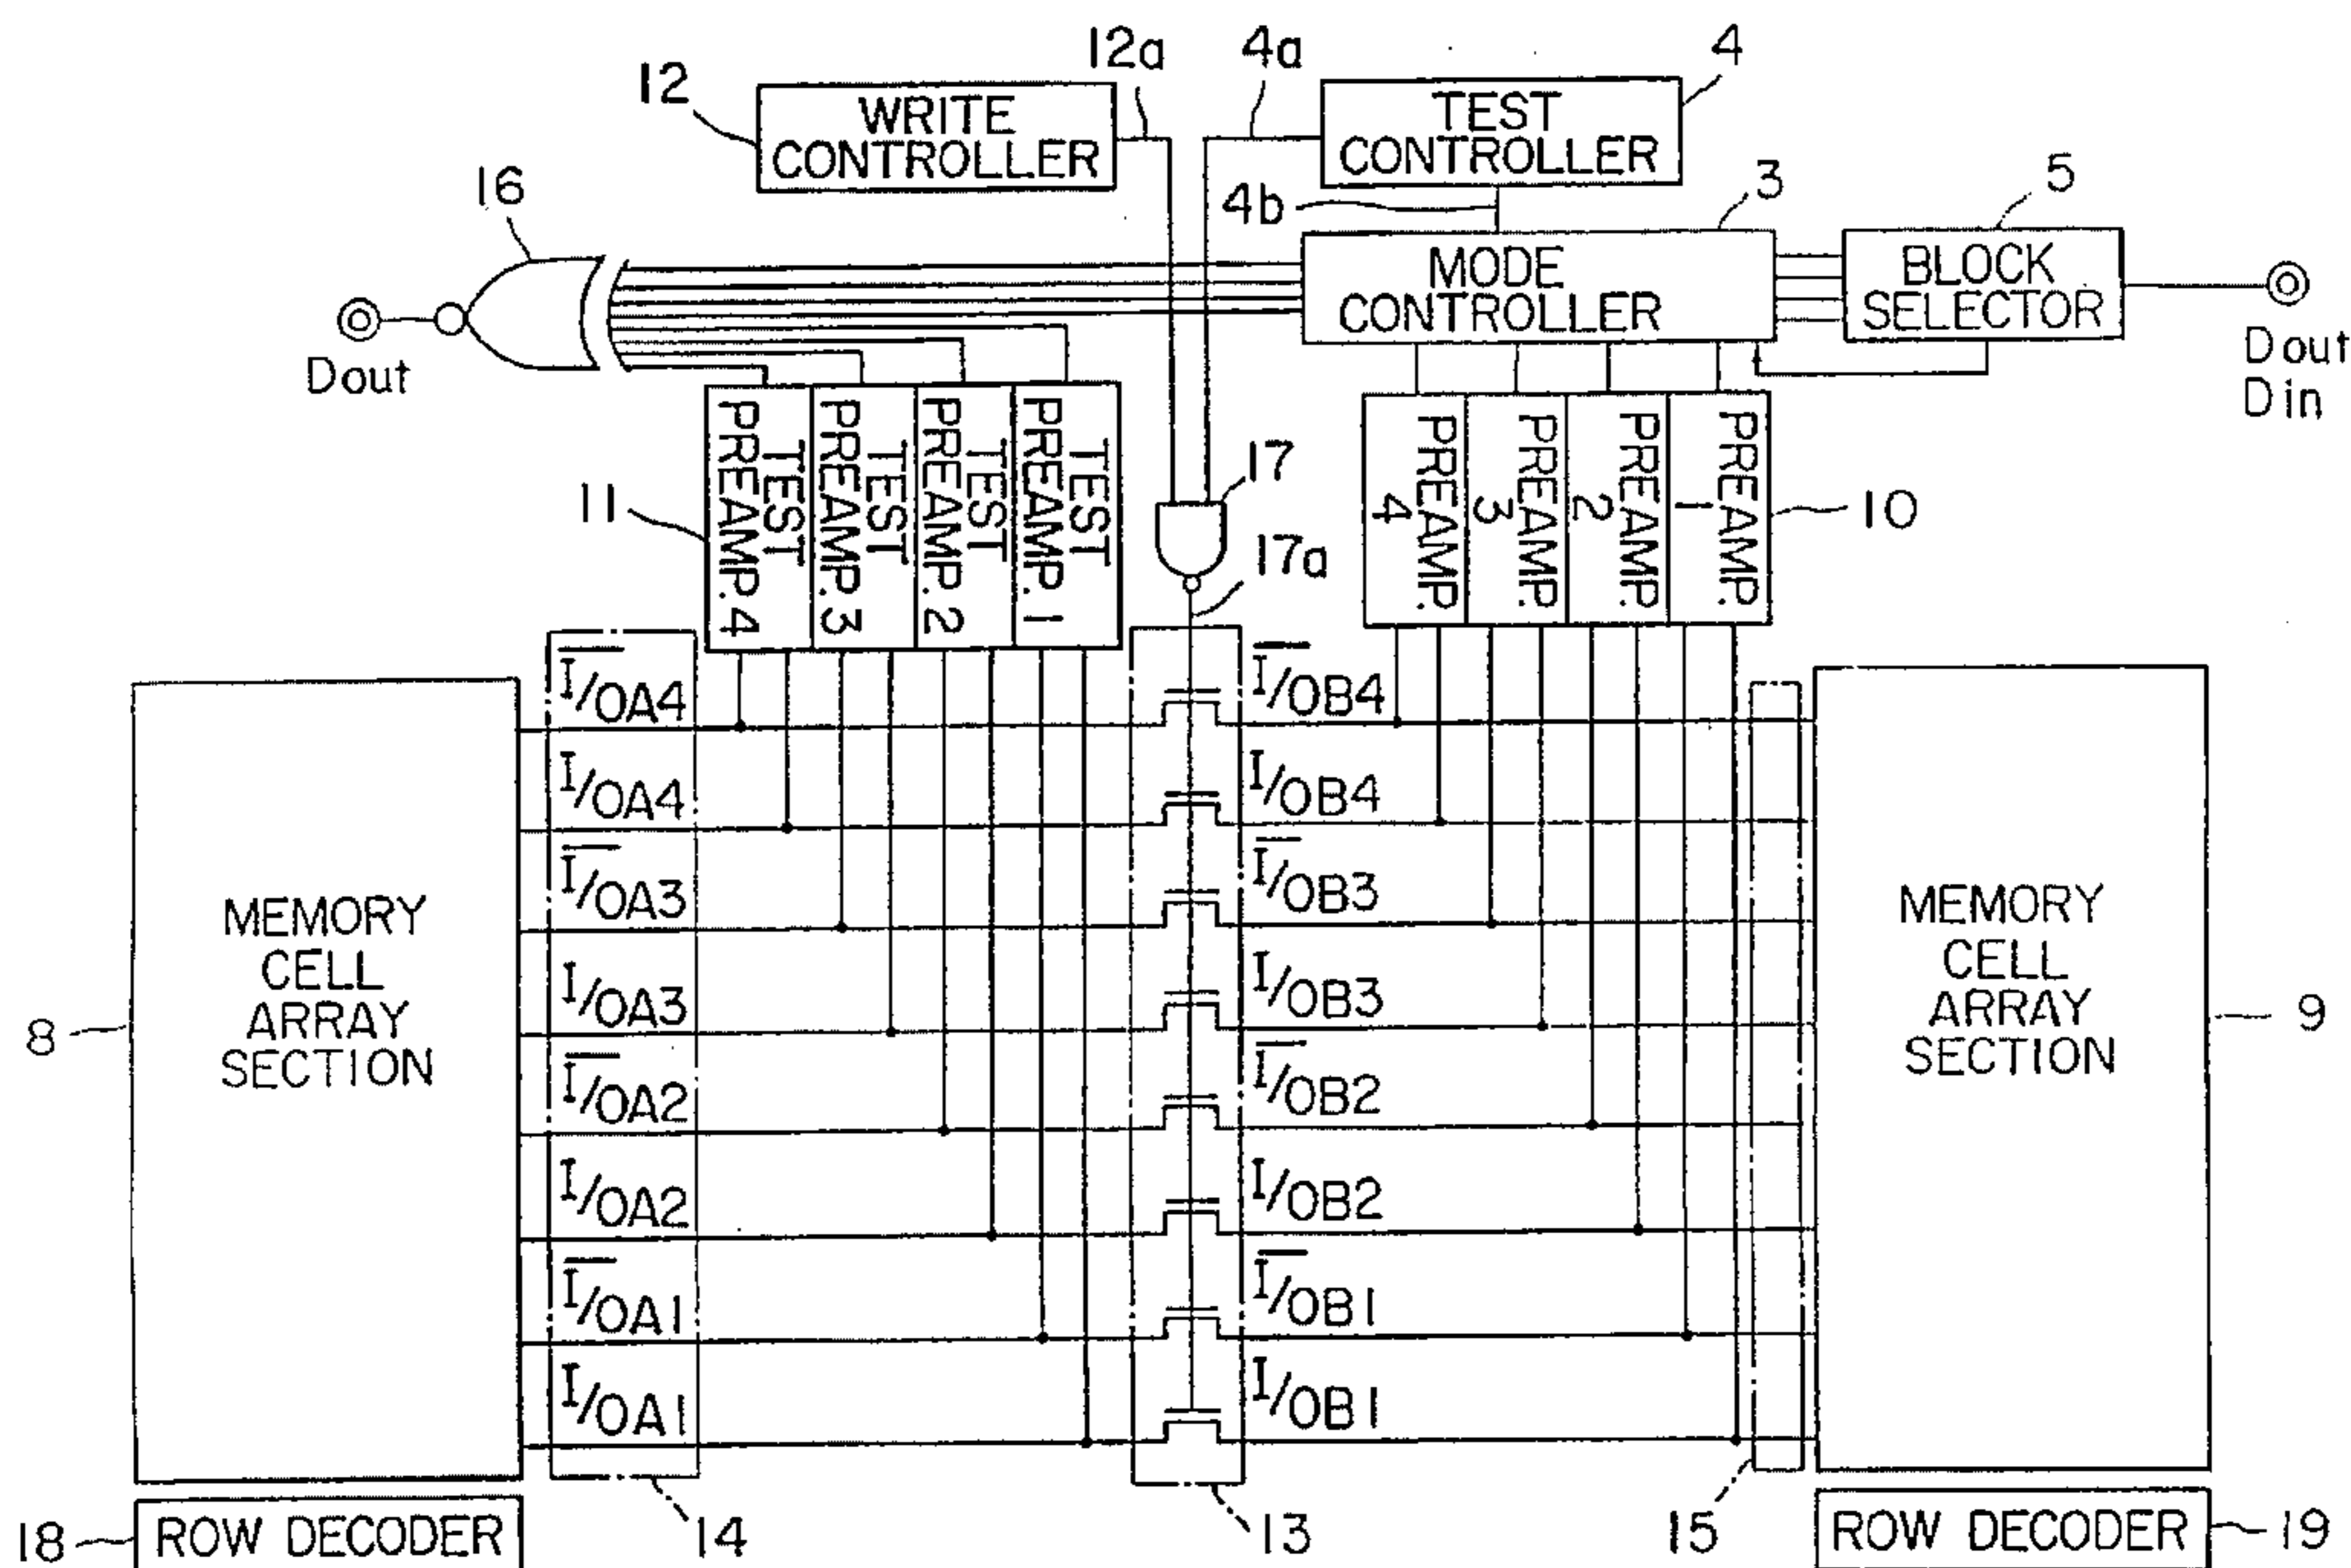 12
WRITE
CONTROLLER
12a
4a
TEST
CONTROLLER
4
4b
16
3
MODE
CONTROLLER
5
BLOCK
SELECTOR
Dout
Dout
Din
11
TEST
PREAMP.4
TEST
PREAMP.3
TEST
PREAMP.2
TEST
PREAMP.1
17
17a
PREAMP.
4
PREAMP.
3
PREAMP.
2
PREAMP.
1
10
I/OA4
I/OB4
I/OA4
I/OB4
I/OA3
I/OB3
I/OA3
I/OB3
I/OA2
I/OB2
I/OA2
I/OB2
I/OA1
I/OB1
I/OA1
I/OB1
8
MEMORY
CELL
ARRAY
SECTION
MEMORY
CELL
ARRAY
SECTION
9
18
ROW DECODER
14
13
15
ROW DECODER
19